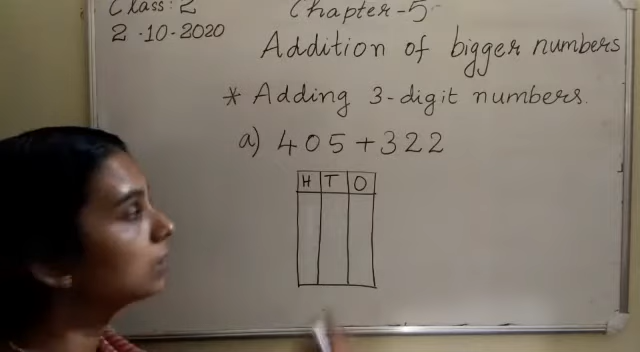 Class: 2
Chapter-5
2-10-2020
Addition of bigger numbers
* Adding 3-digit numbers.
a) 405+322
H T O